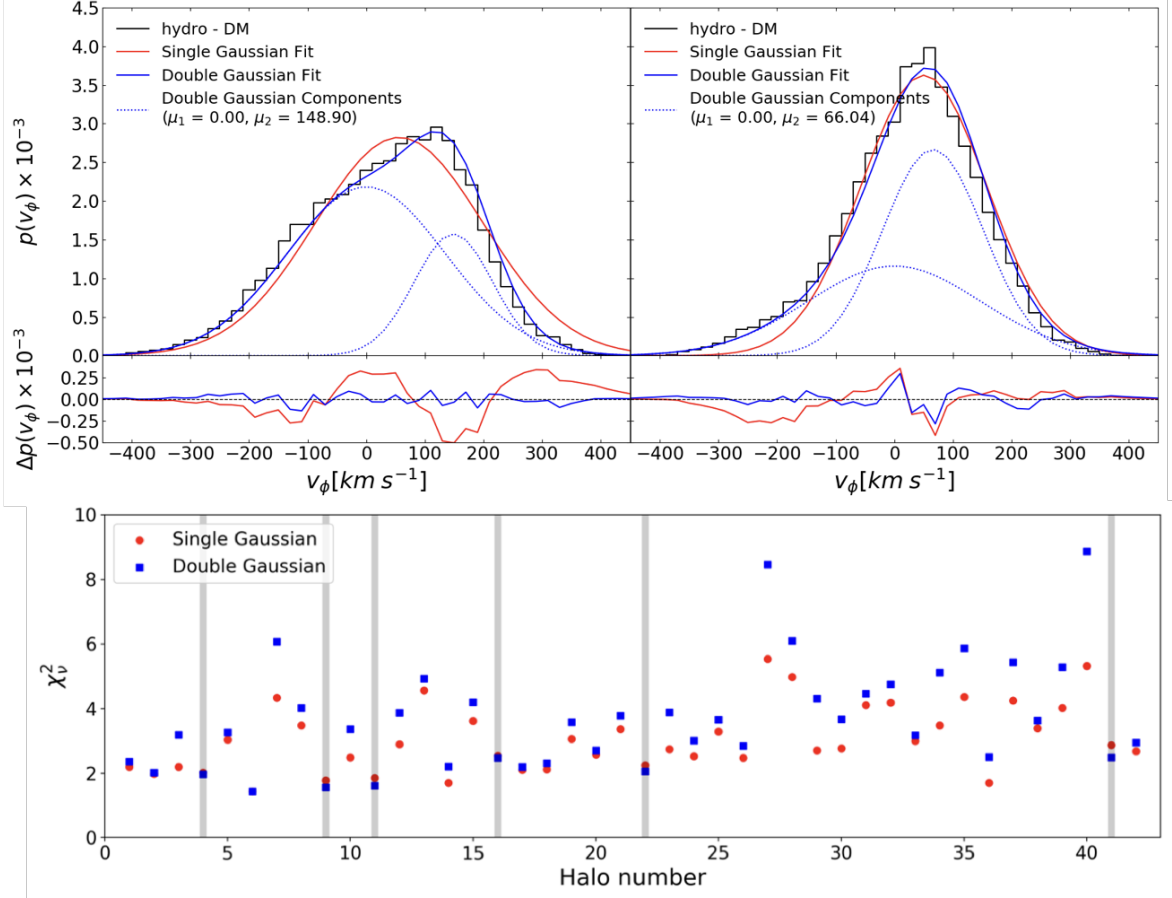 4.5
4.0
3.5
3.0
2.5
2.0
1.5
1.0
0.5
0.0
p(v_ϕ) × 10⁻³
hydro - DM
Single Gaussian Fit
Double Gaussian Fit
Double Gaussian Components
(μ₁ = 0.00, μ₂ = 148.90)
hydro - DM
Single Gaussian Fit
Double Gaussian Fit
Double Gaussian Components
(μ₁ = 0.00, μ₂ = 66.04)
0.25
0.00
−0.25
−0.50
Δp(v_ϕ) × 10⁻³
−400 −300 −200 −100 0 100 200 300 400
−400 −300 −200 −100 0 100 200 300 400
v_ϕ[km s⁻¹]
v_ϕ[km s⁻¹]
10
8
6
4
2
0
χ²_ν
Single Gaussian
Double Gaussian
0 5 10 15 20 25 30 35 40
Halo number